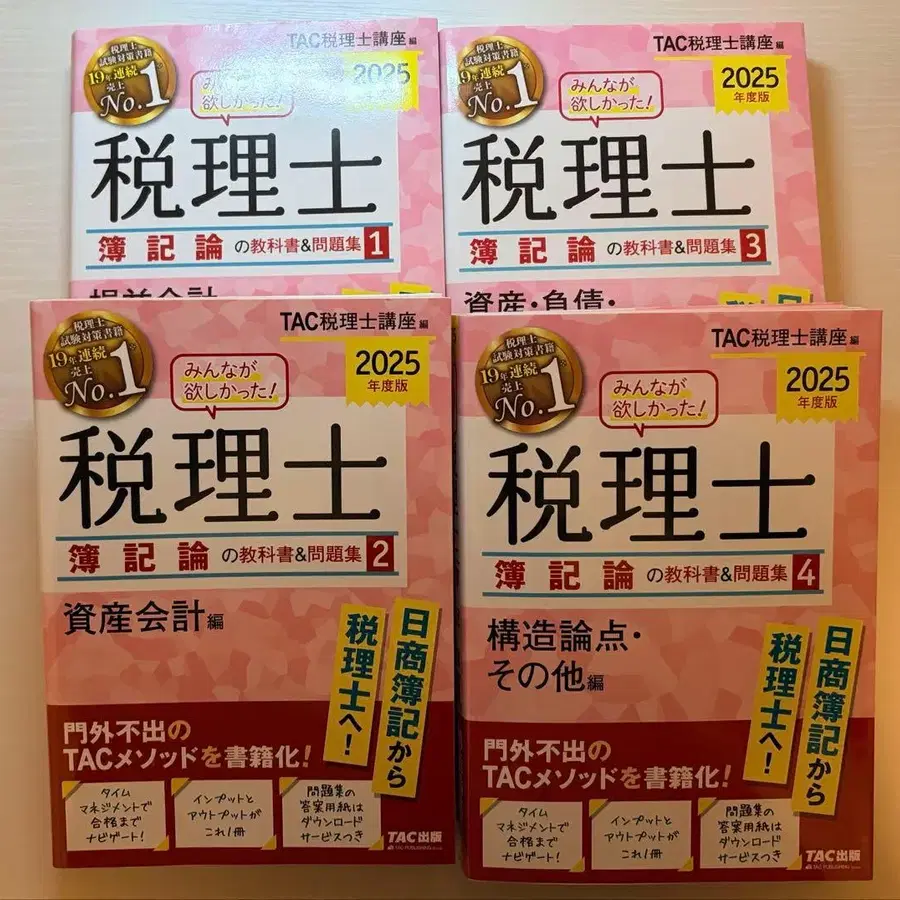 TAC税理士講座 編
税理士
試験対策書籍
19年連続
売上
No.1
みんなが
欲しかった!
2025
年度版
税理士
簿記論の教科書&問題集1
損益会計
TAC税理士講座 編
税理士
試験対策書籍
19年連続
売上
No.1
みんなが
欲しかった!
2025
年度版
税理士
簿記論の教科書&問題集3
資産・負債・
TAC税理士講座 編
税理士
試験対策書籍
19年連続
売上
No.1
みんなが
欲しかった!
2025
年度版
税理士
簿記論の教科書&問題集2
資産会計編
日商簿記から
税理士へ!
門外不出の
TACメソッドを書籍化!
タイム
マネジメントで
合格まで
ナビゲート!
インプットと
アウトプットが
これ1冊
問題集の
答案用紙は
ダウンロード
サービスつき
TAC出版
TAC PUBLISHING Group
TAC税理士講座 編
税理士
試験対策書籍
19年連続
売上
No.1
みんなが
欲しかった!
2025
年度版
税理士
簿記論の教科書&問題集4
構造論点・
その他編
日商簿記から
税理士へ!
門外不出の
TACメソッドを書籍化!
タイム
マネジメントで
合格まで
ナビゲート!
インプットと
アウトプットが
これ1冊
問題集の
答案用紙は
ダウンロード
サービスつき
TAC出版
TAC PUBLISHING Group